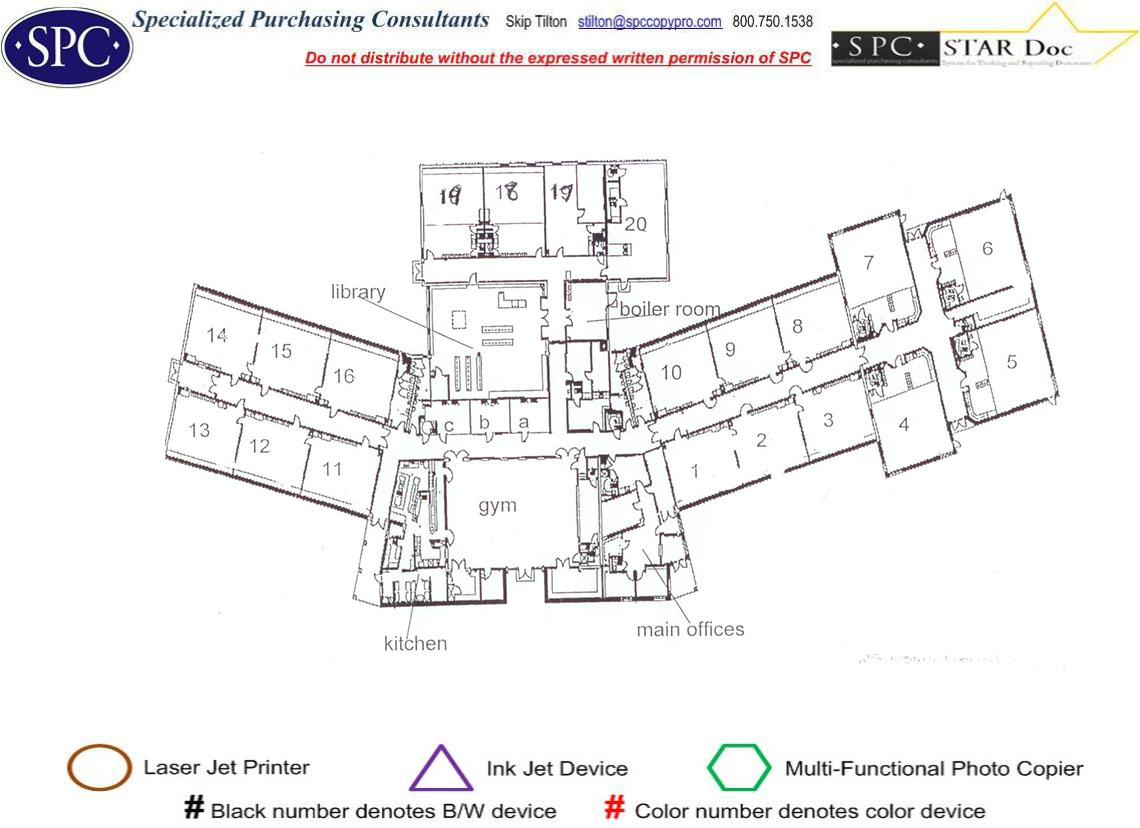 SPC
Specialized Purchasing Consultants Skip Tilton stilton@spccopypro.com 800.750.1538
Do not distribute without the expressed written permission of SPC
SPC STAR Doc
specialized purchasing consultants System for Tracking and Reporting Documents
19 18 20
6
7
library
boiler room
8
14
15
9
16
10
5
13
12
11
c b a
1
2
3
4
gym
kitchen
main offices
Laser Jet Printer Ink Jet Device Multi-Functional Photo Copier
# Black number denotes B/W device # Color number denotes color device